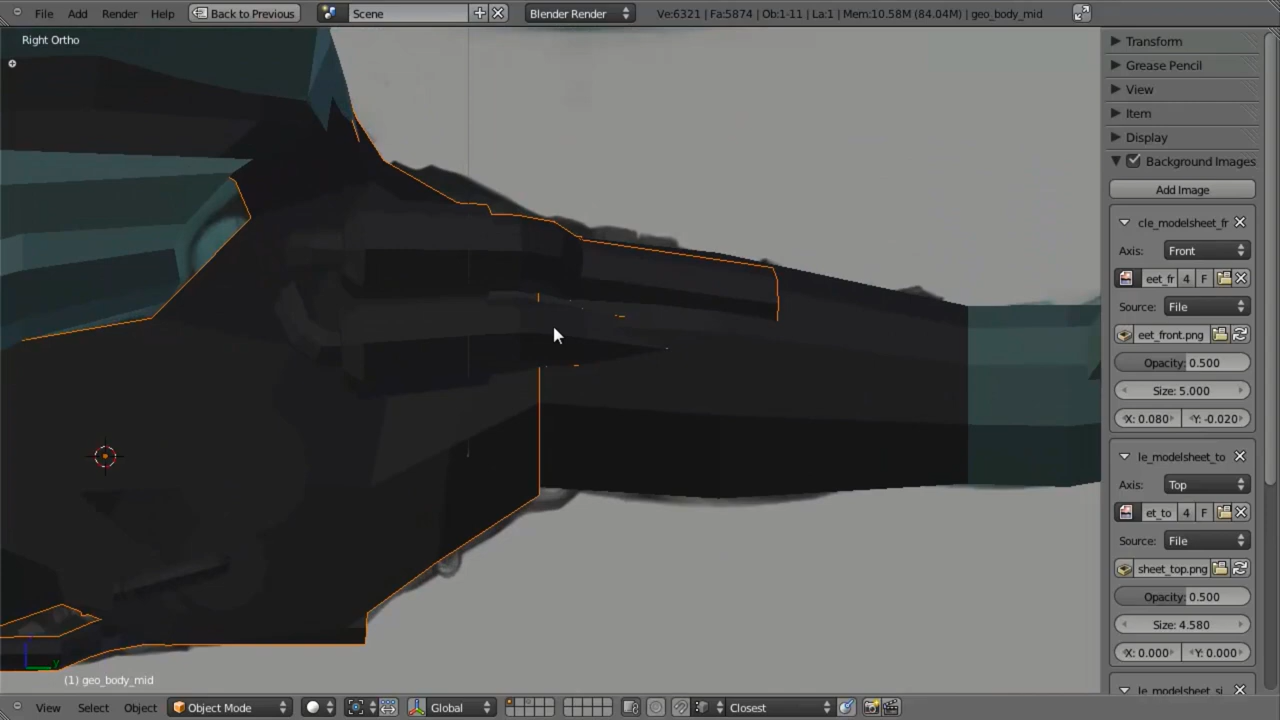 File Add Render Help Back to Previous Scene Blender Render Ve:6321 | Fa:5874 | Ob:1-11 | La:1 | Mem:10.58M (84.04M) | geo_body_mid
Right Ortho
Transform
Grease Pencil
View
Item
Display
Background Images
Add Image
cle_modelsheet_fr
Axis: Front
eet_fr 4 F
Source: File
eet_front.png
Opacity: 0.500
Size: 5.000
X: 0.080 Y: -0.020
le_modelsheet_to
Axis: Top
et_to 4 F
Source: File
sheet_top.png
Opacity: 0.500
Size: 4.580
X: 0.000 Y: 0.000
le_modelsheet_si
y
(1) geo_body_mid
View Select Object Object Mode Global Closest